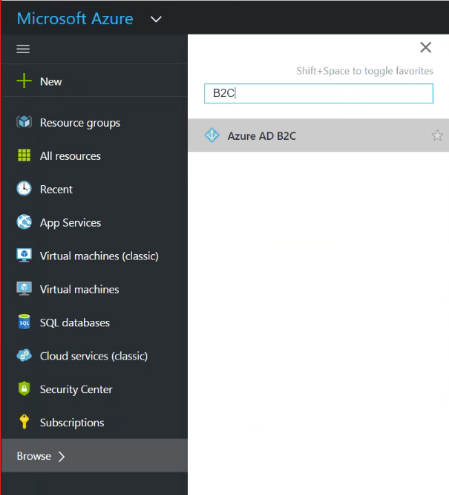 Microsoft Azure
New
Resource groups
All resources
Recent
App Services
Virtual machines (classic)
Virtual machines
SQL
SQL databases
Cloud services (classic)
Security Center
Subscriptions
Browse >
Shift+Space to toggle favorites
B2C
Azure AD B2C